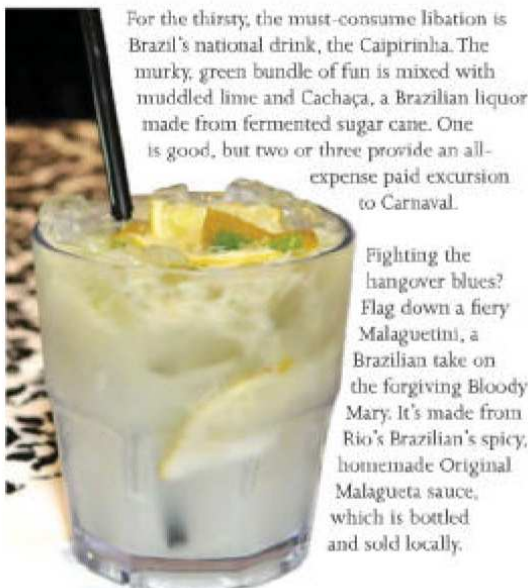 For the thirsty, the must-consume libation is
Brazil's national drink, the Caipirinha. The
murky, green bundle of fun is mixed with
muddled lime and Cachaça, a Brazilian liquor
made from fermented sugar cane. One
is good, but two or three provide an all-
expense paid excursion
to Carnaval.
Fighting the
hangover blues?
Flag down a fiery
Malaguetini, a
Brazilian take on
the forgiving Bloody
Mary. It's made from
Rio's Brazilian's spicy,
homemade Original
Malagueta sauce,
which is bottled
and sold locally.